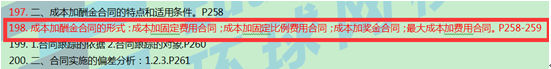 197. 二、成本加酬金合同的特点和适用条件。P258
198. 成本加酬金合同的形式:成本加固定费用合同;成本加固定比例费用合同;成本加奖金合同;最大成本加费用合同。P258-259
199. 1.合同跟踪的依据 2.合同跟踪的对象P260
200. 二、合同实施的偏差分析:1.2.3.P261